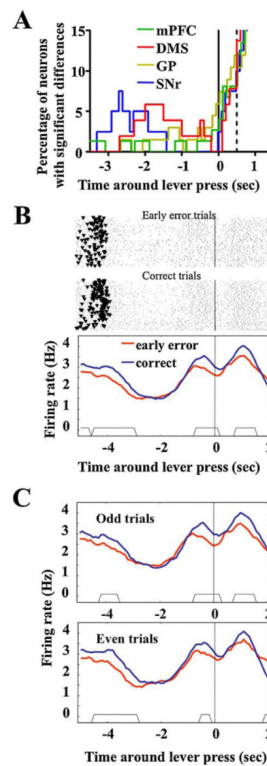 A
Percentage of neurons
with significant differences
15
10
5
0
mPFC
DMS
GP
SNr
-3 -2 -1 0
Time around lever press (sec)
B
Early error trials
Correct trials
Firing rate (Hz)
4
3
2
1
0
early error
correct
-4 -2 0
Time around lever press (sec)
C
Firing rate (Hz)
4
3
2
1
0
Odd trials
-4 -2 0 2
4
3
2
1
0
Even trials
-4 -2 0 2
Time around lever press (sec)